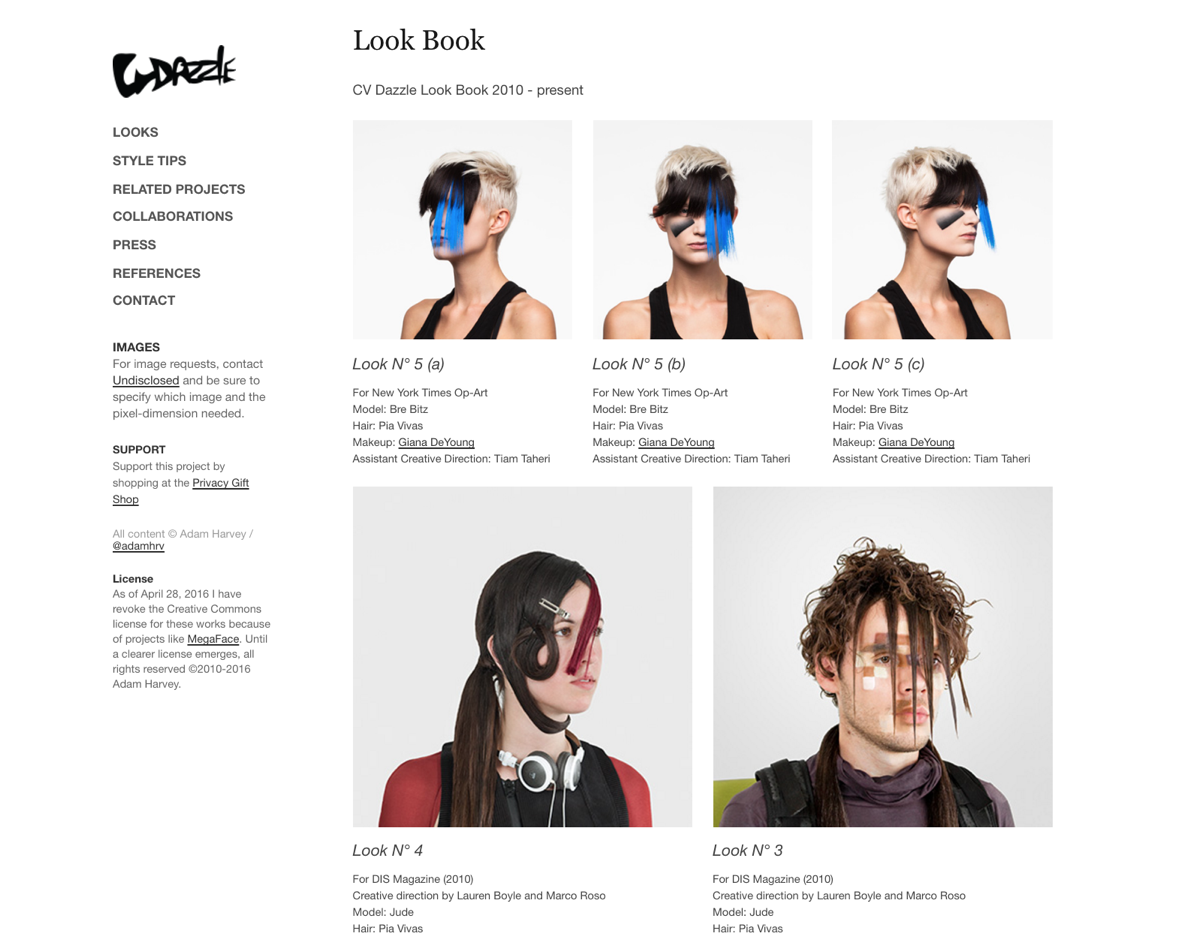 CV DAZZLE
LOOKS
STYLE TIPS
RELATED PROJECTS
COLLABORATIONS
PRESS
REFERENCES
CONTACT
IMAGES
For image requests, contact
Undisclosed and be sure to
specify which image and the
pixel-dimension needed.
SUPPORT
Support this project by
shopping at the Privacy Gift
Shop
All content © Adam Harvey /
@adamhrv
License
As of April 28, 2016 I have
revoke the Creative Commons
license for these works because
of projects like MegaFace. Until
a clearer license emerges, all
rights reserved ©2010-2016
Adam Harvey.
Look Book
CV Dazzle Look Book 2010 - present
Look N° 5 (a)
For New York Times Op-Art
Model: Bre Bitz
Hair: Pia Vivas
Makeup: Giana DeYoung
Assistant Creative Direction: Tiam Taheri
Look N° 5 (b)
For New York Times Op-Art
Model: Bre Bitz
Hair: Pia Vivas
Makeup: Giana DeYoung
Assistant Creative Direction: Tiam Taheri
Look N° 5 (c)
For New York Times Op-Art
Model: Bre Bitz
Hair: Pia Vivas
Makeup: Giana DeYoung
Assistant Creative Direction: Tiam Taheri
Look N° 4
For DIS Magazine (2010)
Creative direction by Lauren Boyle and Marco Roso
Model: Jude
Hair: Pia Vivas
Look N° 3
For DIS Magazine (2010)
Creative direction by Lauren Boyle and Marco Roso
Model: Jude
Hair: Pia Vivas